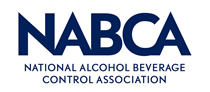 NABCA
NATIONAL ALCOHOL BEVERAGE
CONTROL ASSOCIATION